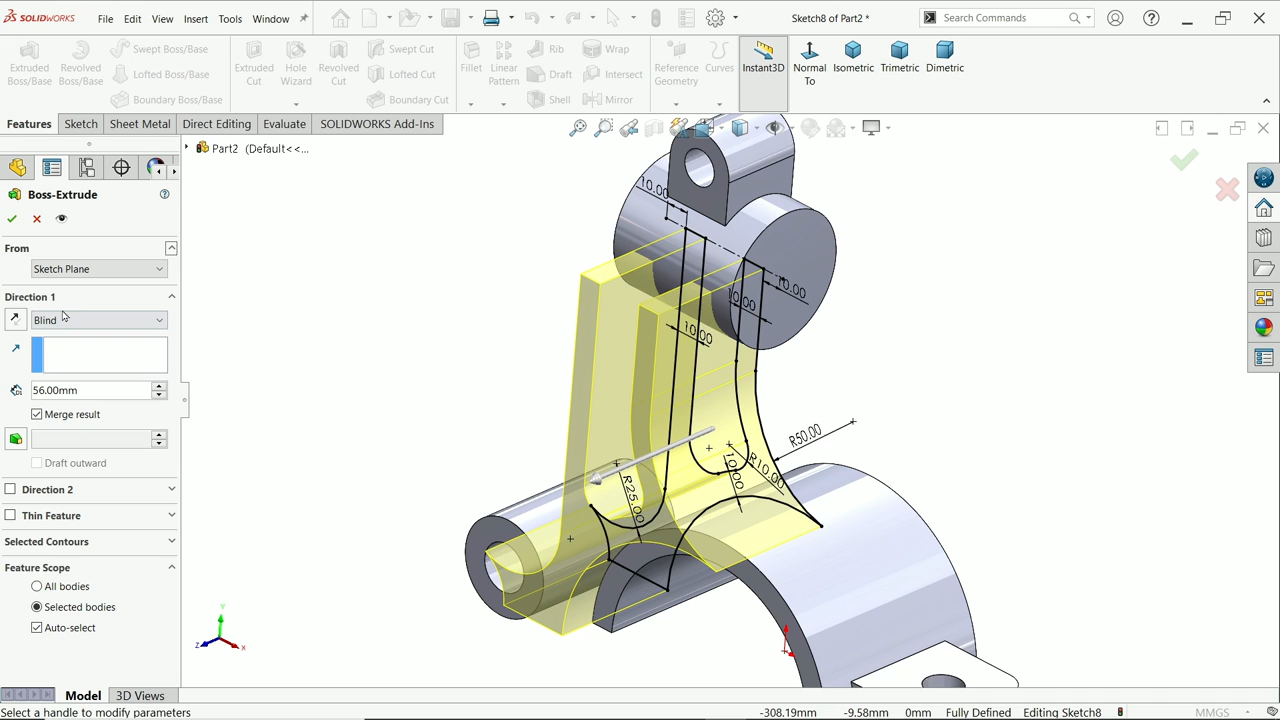 SOLIDWORKS File Edit View Insert Tools Window Sketch8 of Part2 * Search Commands
Extruded Boss/Base Revolved Boss/Base Swept Boss/Base Lofted Boss/Base Boundary Boss/Base Extruded Cut Hole Wizard Revolved Cut Swept Cut Lofted Cut Boundary Cut Fillet Linear Pattern Rib Draft Shell Wrap Intersect Mirror Reference Geometry Curves Instant3D Normal To Isometric Trimetric Dimetric
Features Sketch Sheet Metal Direct Editing Evaluate SOLIDWORKS Add-Ins
Part2 (Default<<...
Boss-Extrude
From
Sketch Plane
Direction 1
Blind
56.00mm
Merge result
Draft outward
Direction 2
Thin Feature
Selected Contours
Feature Scope
All bodies
Selected bodies
Auto-select
10.00
10.00
10.00
10.00
R50.00
R10.00
10.00
R25.00
Y
Z
X
Model 3D Views
Select a handle to modify parameters -308.19mm -9.58mm 0mm Fully Defined Editing Sketch8 MMGS